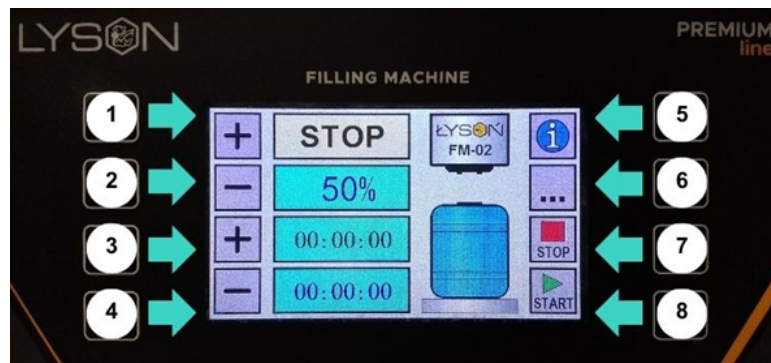 LYSON
PREMIUM
line
FILLING MACHINE
1
2
3
4
+
-
+
-
STOP
50%
00:00:00
00:00:00
ŁYSOŃ
FM-02
i
...
STOP
START
5
6
7
8